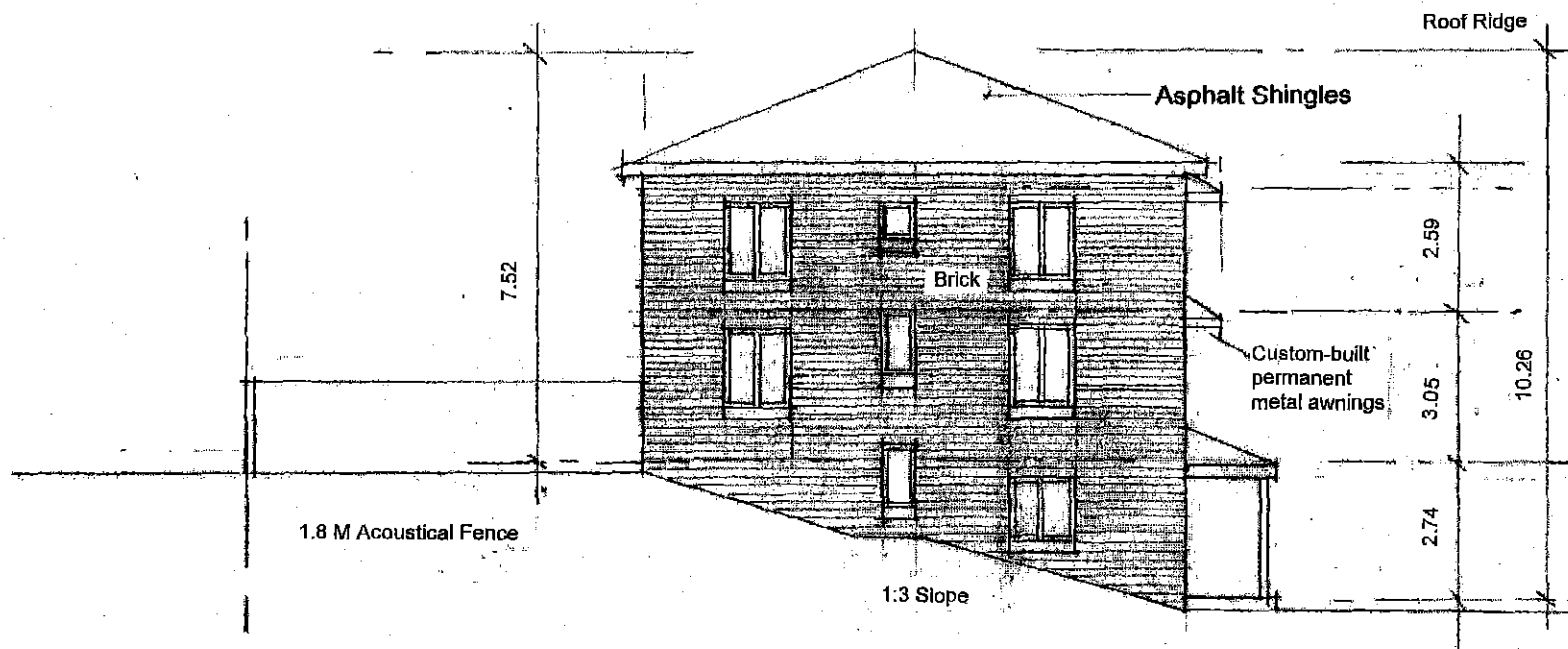 Roof Ridge
Asphalt Shingles
7.52
Brick
2.59
Custom-built
permanent
metal awnings
3.05
10.26
1.8 M Acoustical Fence
2.74
1:3 Slope